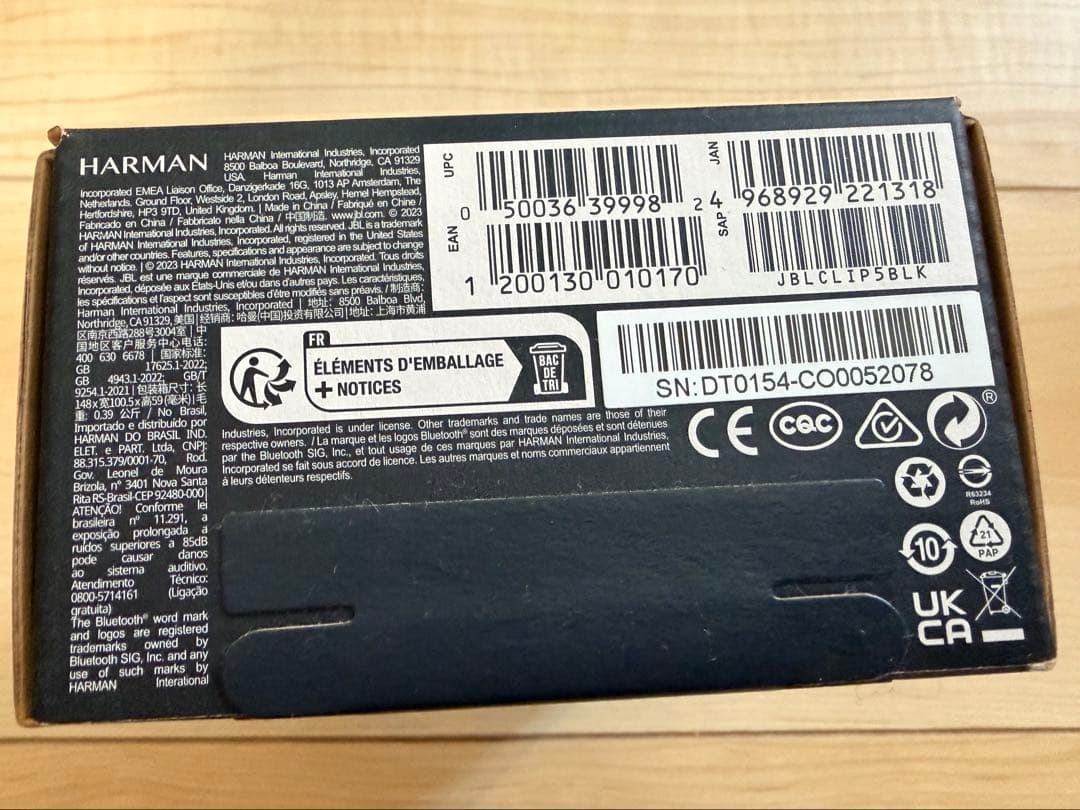 HARMAN
HARMAN International Industries, Incorporated
8500 Balboa Boulevard, Northridge, CA 91329
USA. Harman International Industries,
Incorporated EMEA Liaison Office, Danzigerkade 16G, 1013 AP Amsterdam, The
Netherlands. Ground Floor, Westside 2, London Road, Apsley, Hemel Hempstead,
Hertfordshire, HP3 9TD, United Kingdom. | Made in China / Fabriqué en Chine /
Fabricado en China / Fabbricato nella China / 中国制造. www.jbl.com. © 2023
HARMAN International Industries, Incorporated. All rights reserved. JBL is a trademark
of HARMAN International Industries, Incorporated, registered in the United States
and/or other countries. Features, specifications and appearance are subject to change
without notice. | © 2023 HARMAN International Industries, Incorporated. Tous droits
réservés. JBL est une marque commerciale de HARMAN International Industries,
Incorporated, déposée aux États-Unis et/ou dans d'autres pays. Les caractéristiques,
les spécifications et l'aspect sont susceptibles d'être modifiés sans préavis. / 制造商:
Harman International Industries, Incorporated | 地址: 8500 Balboa Blvd,
Northridge, CA 91329, 美国 | 经销商: 哈曼(中国)投资有限公司 | 地址: 上海市黄浦
区南京西路288号3004室 | 中
国地区客户服务中心电话:
400 630 6678 | 国家标准:
GB 17625.1-2022;
GB 4943.1-2022; GB/T
9254.1-2021 | 包装箱尺寸: 长
148x宽100.5x高59(毫米) | 毛
重: 0.39 公斤 / No Brasil,
Importado e distribuído por
HARMAN DO BRASIL IND.
ELET. e PART. Ltda, CNPJ:
88.315.379/0001-70, Rod.
Gov. Leonel de Moura
Brizola, n° 3401 Nova Santa
Rita RS-Brasil-CEP 92480-000 |
ATENÇÃO! Conforme lei
brasileira n° 11.291, a
exposição prolongada a
ruídos superiores a 85dB
pode causar danos
ao sistema auditivo.
Atendimento Técnico:
0800-5714161 (Ligação
gratuita)
The Bluetooth® word mark
and logos are registered
trademarks owned by
Bluetooth SIG, Inc. and any
use of such marks by
HARMAN Interational
Industries, Incorporated is under license. Other trademarks and trade names are those of their
respective owners. / La marque et les logos Bluetooth® sont des marques déposées et sont détenues
par the Bluetooth SIG, Inc., et tout usage de ces marques par HARMAN International Industries,
Incorporated se fait sous accord de licence. Les autres marques et noms commerciaux appartiennent
à leurs détenteurs respectifs.
FR
ÉLÉMENTS D'EMBALLAGE
+ NOTICES
BAC
DE
TRI
UPC
0 50036 39998 2
EAN
1 200130 010170
JAN
4 968929 221318
SAP
JBLCLIP5BLK
SN:DT0154-CO0052078
CE
CQC
®
R63234
RoHS
10
21
PAP
UK
CA